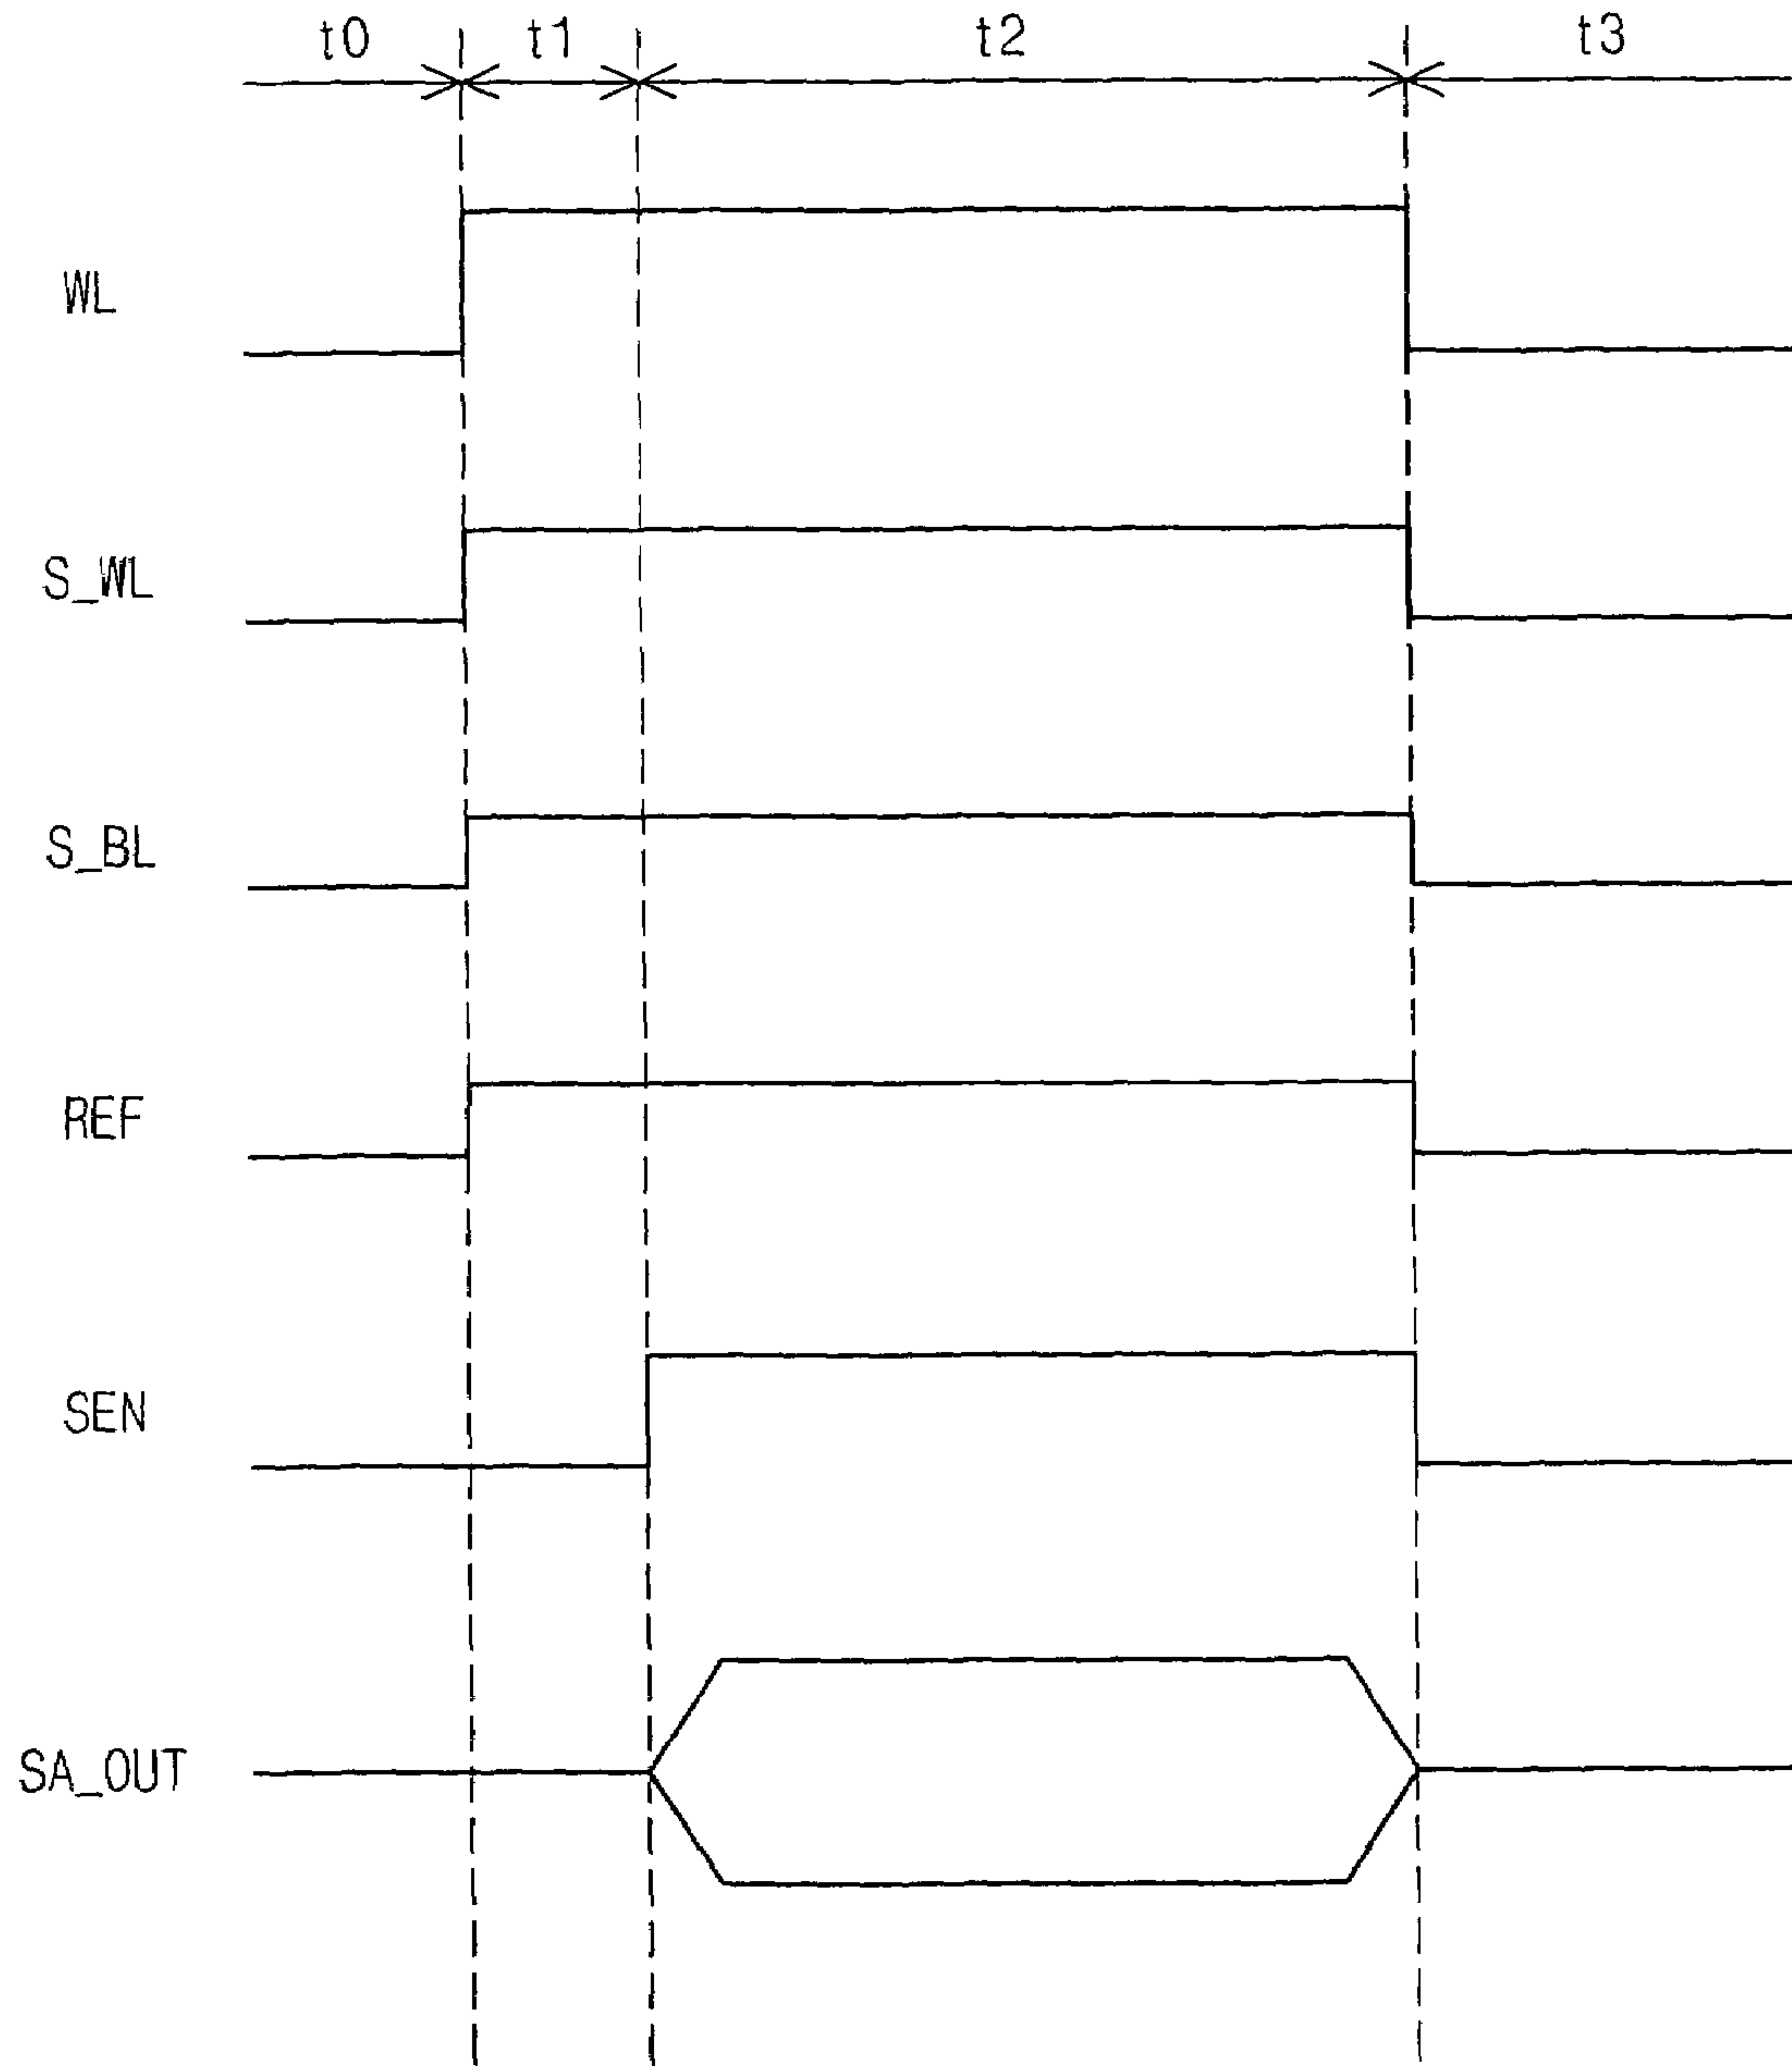 t0 t1 t2 t3
WL
S_WL
S_BL
REF
SEN
SA_OUT